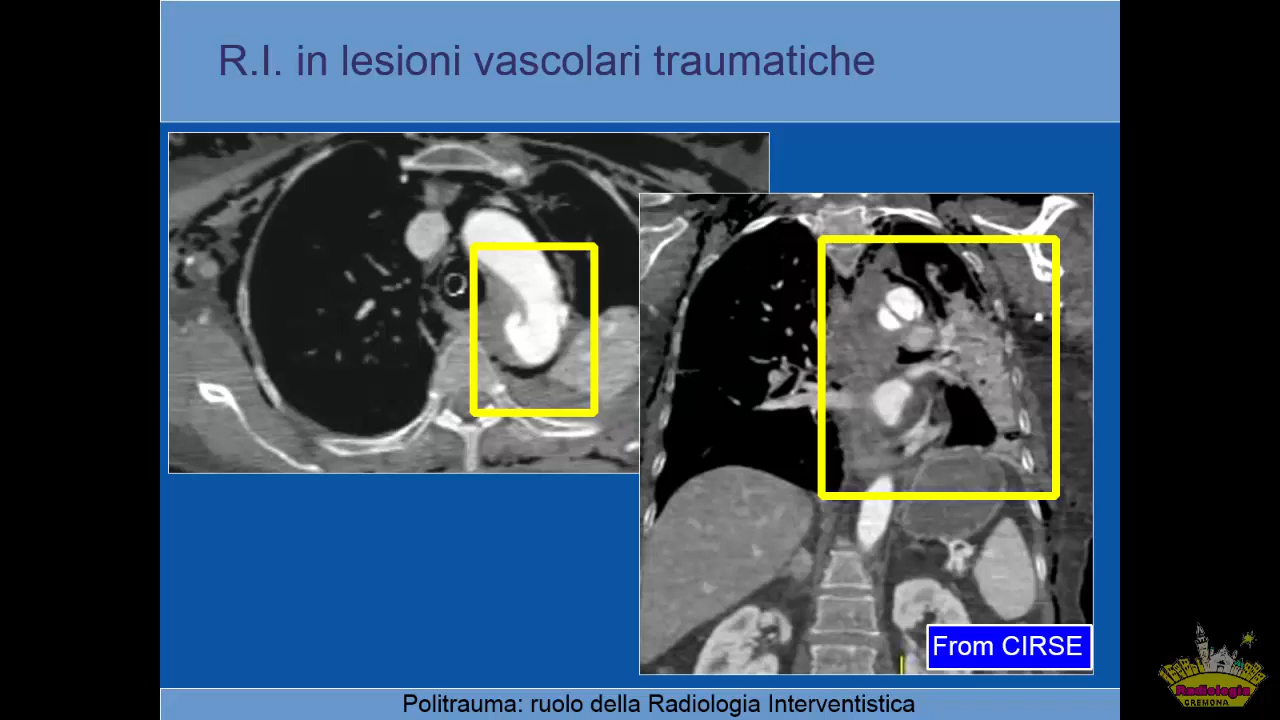 R.I. in lesioni vascolari traumatiche
From CIRSE
Politrauma: ruolo della Radiologia Interventistica
Radiologia
CREMONA